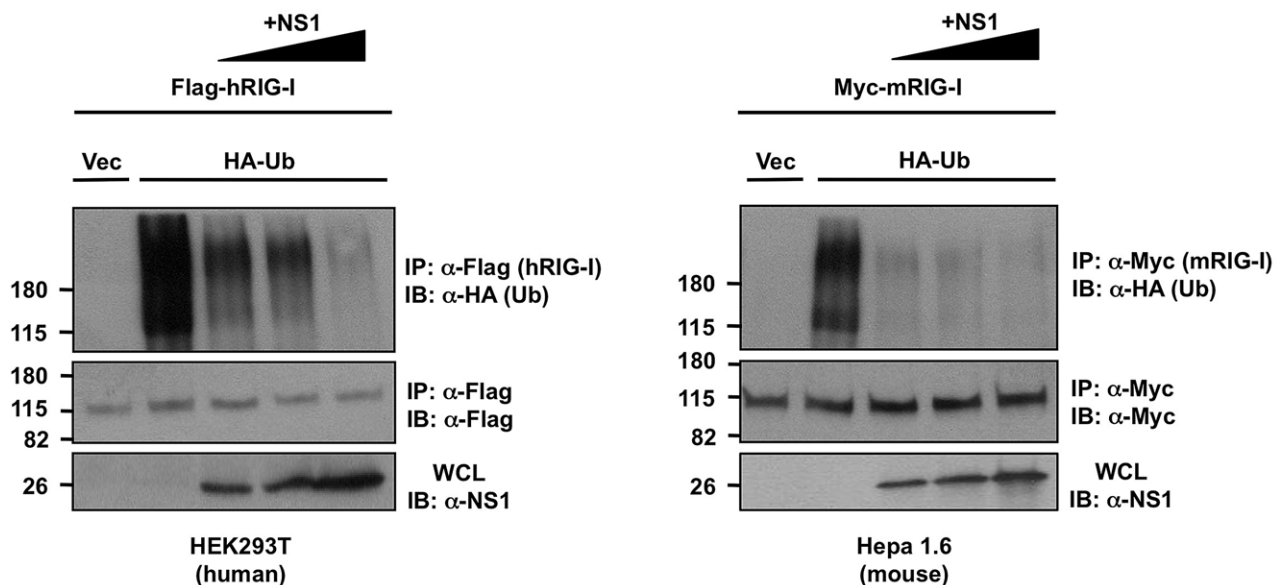 +NS1
Flag-hRIG-I
Vec HA-Ub
180
115
IP: α-Flag (hRIG-I)
IB: α-HA (Ub)
180
115
82
IP: α-Flag
IB: α-Flag
26
WCL
IB: α-NS1
HEK293T
(human)
+NS1
Myc-mRIG-I
Vec HA-Ub
180
115
IP: α-Myc (mRIG-I)
IB: α-HA (Ub)
180
115
82
IP: α-Myc
IB: α-Myc
26
WCL
IB: α-NS1
Hepa 1.6
(mouse)